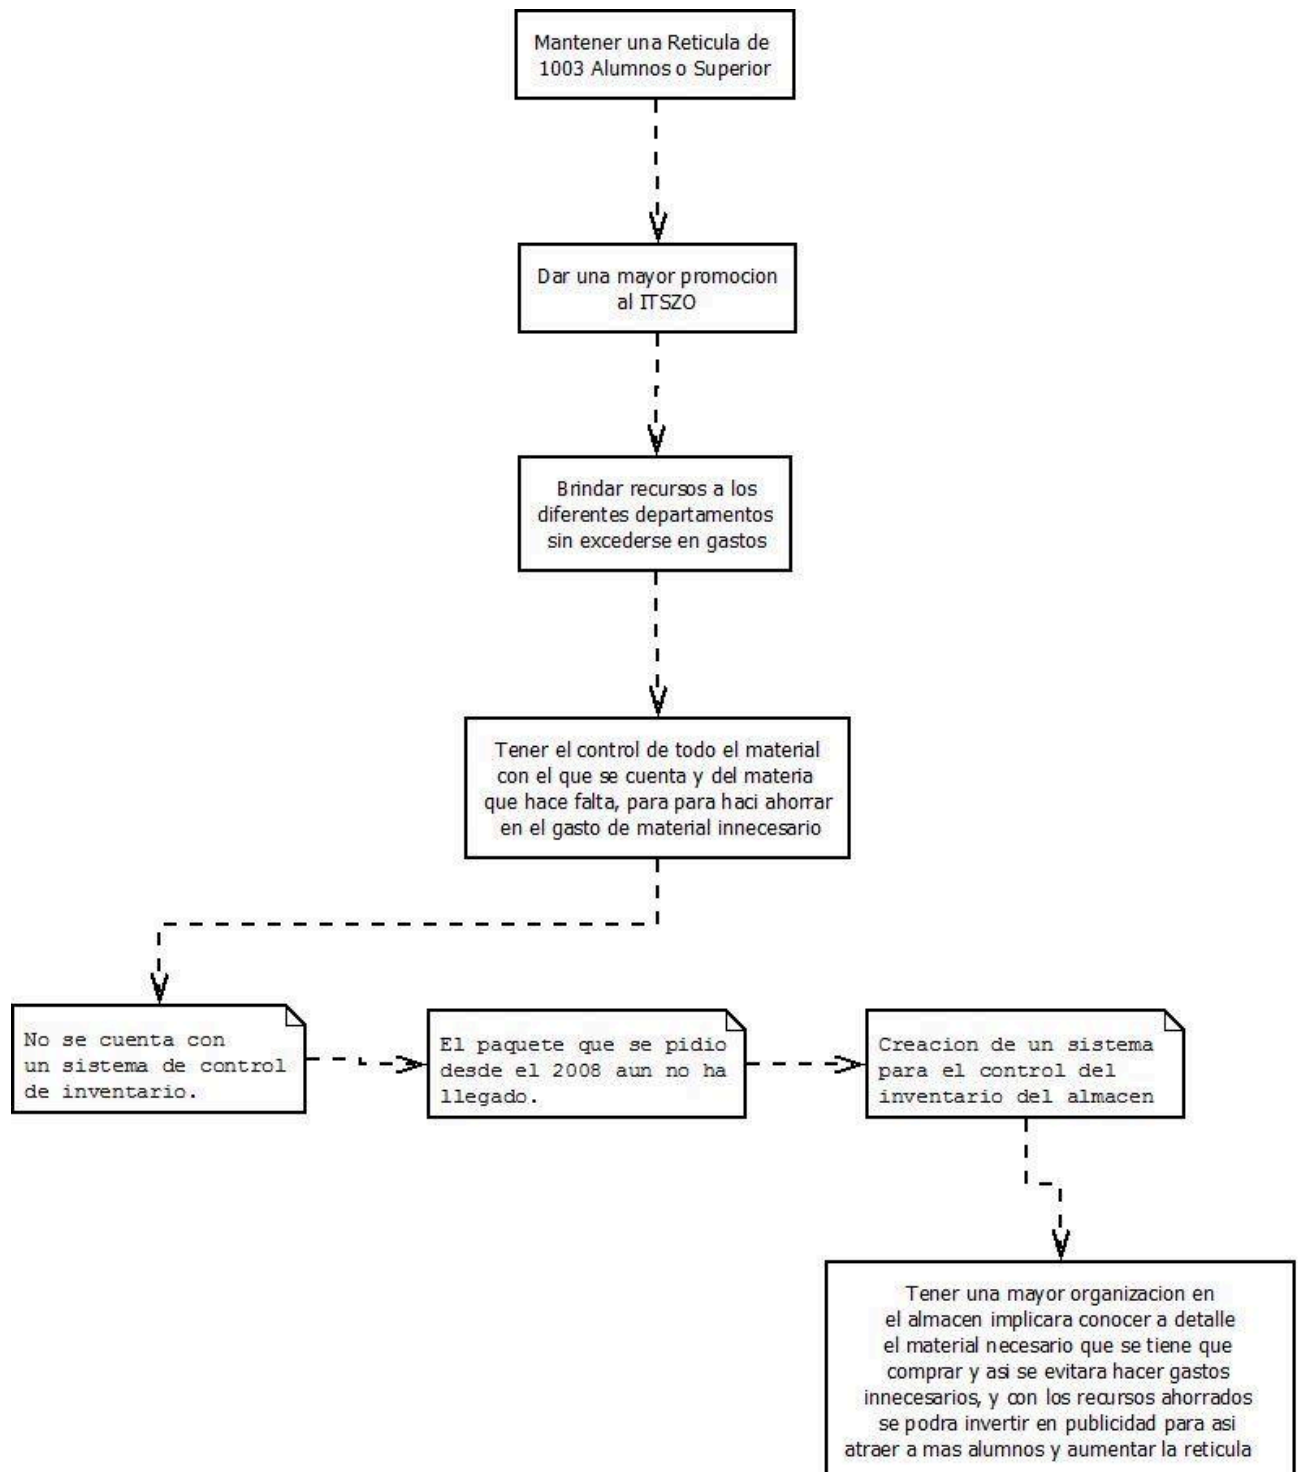 Mantener una Reticula de
1003 Alumnos o Superior
Dar una mayor promocion
al ITSZO
Brindar recursos a los
diferentes departamentos
sin excederse en gastos
Tener el control de todo el material
con el que se cuenta y del materia
que hace falta, para para haci ahorrar
en el gasto de material innecesario
No se cuenta con
un sistema de control
de inventario.
El paquete que se pidio
desde el 2008 aun no ha
llegado.
Creacion de un sistema
para el control del
inventario del almacen
Tener una mayor organizacion en
el almacen implicara conocer a detalle
el material necesario que se tiene que
comprar y asi se evitara hacer gastos
innecesarios, y con los recursos ahorrados
se podra invertir en publicidad para asi
atraer a mas alumnos y aumentar la reticula